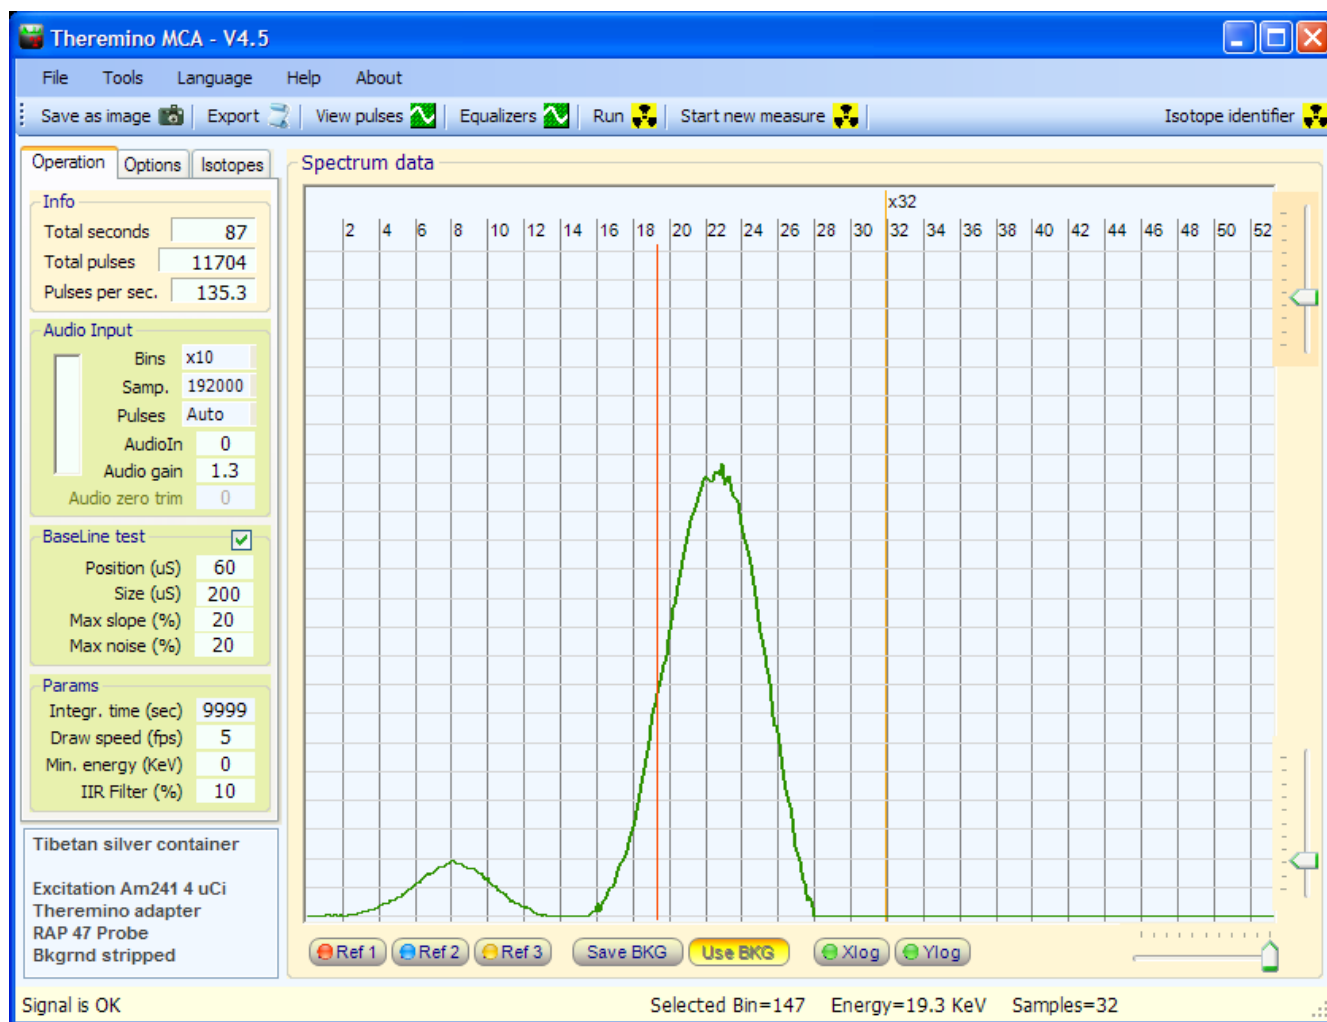 Theremino MCA - V4.5
File Tools Language Help About
Save as image Export View pulses Equalizers Run Start new measure Isotope identifier
Operation Options Isotopes
Info
Total seconds 87
Total pulses 11704
Pulses per sec. 135.3
Audio Input
Bins x10
Samp. 192000
Pulses Auto
AudioIn 0
Audio gain 1.3
Audio zero trim 0
BaseLine test
Position (uS) 60
Size (uS) 200
Max slope (%) 20
Max noise (%) 20
Params
Integr. time (sec) 9999
Draw speed (fps) 5
Min. energy (KeV) 0
IIR Filter (%) 10
Tibetan silver container
Excitation Am241 4 uCi
Theremino adapter
RAP 47 Probe
Bkgrnd stripped
Spectrum data
x32
2 4 6 8 10 12 14 16 18 20 22 24 26 28 30 32 34 36 38 40 42 44 46 48 50 52
Ref 1 Ref 2 Ref 3 Save BKG Use BKG Xlog Ylog
Signal is OK Selected Bin=147 Energy=19.3 KeV Samples=32